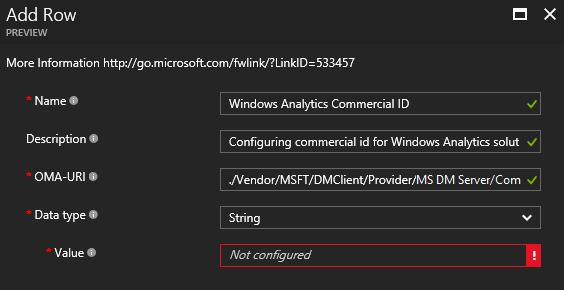 Add Row
PREVIEW
More Information http://go.microsoft.com/fwlink/?LinkID=533457
* Name Windows Analytics Commercial ID
Description Configuring commercial id for Windows Analytics solut
* OMA-URI ./Vendor/MSFT/DMClient/Provider/MS DM Server/Com
* Data type String
* Value Not configured